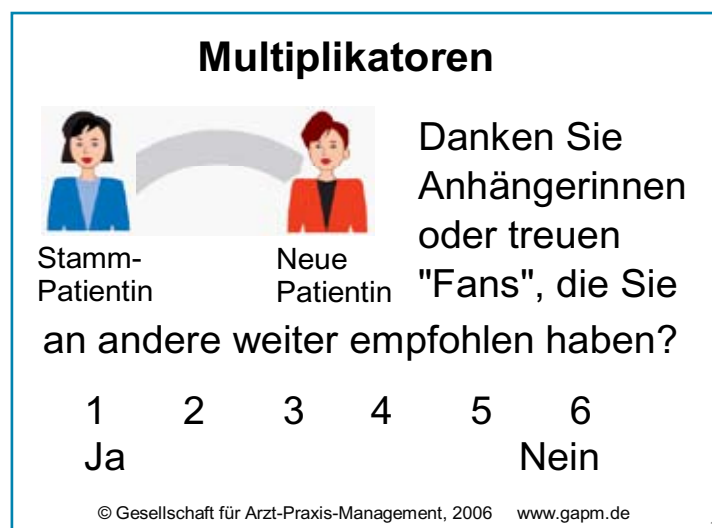 Multiplikatoren
Stamm-
Patientin
Neue
Patientin
Danken Sie
Anhängerinnen
oder treuen
"Fans", die Sie
an andere weiter empfohlen haben?
1 2 3 4 5 6
Ja Nein
© Gesellschaft für Arzt-Praxis-Management, 2006 www.gapm.de